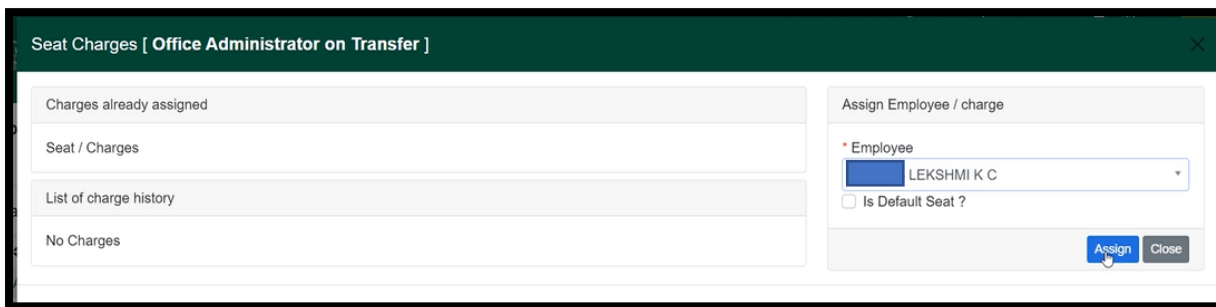 Seat Charges [ Office Administrator on Transfer ]
Charges already assigned
Seat / Charges
List of charge history
No Charges
Assign Employee / charge
* Employee
LEKSHMI K C
Is Default Seat ?
Assign Close